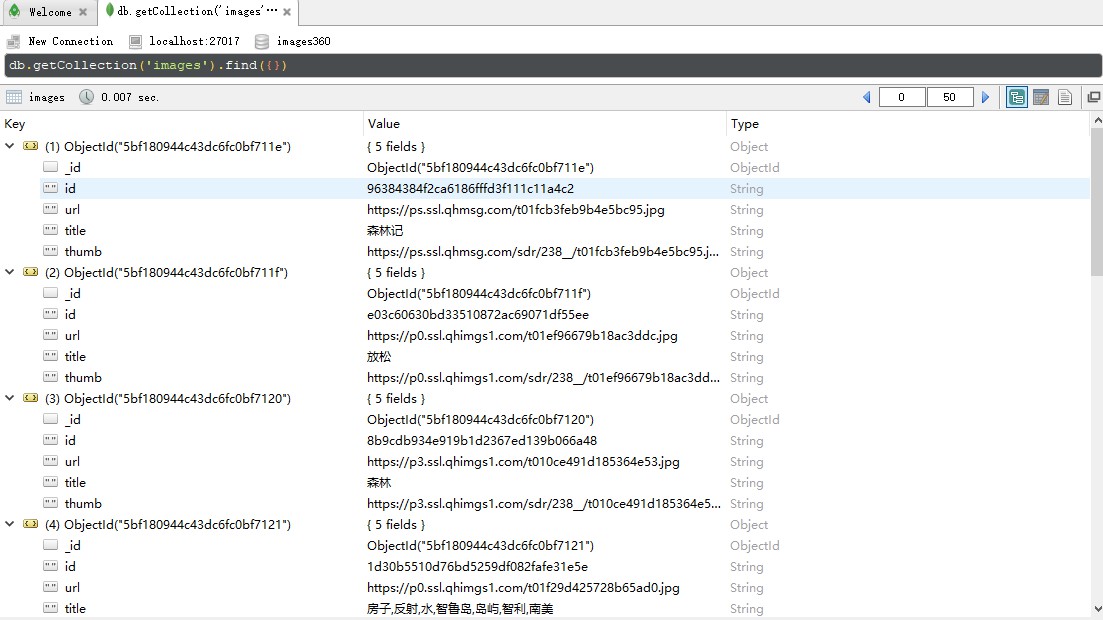 Welcome db.getCollection('images'···
New Connection localhost:27017 images360
db.getCollection('images').find({})
images 0.007 sec. 0 50
Key Value Type
(1) ObjectId("5bf180944c43dc6fc0bf711e") { 5 fields } Object
_id ObjectId("5bf180944c43dc6fc0bf711e") ObjectId
id 96384384f2ca6186fffd3f111c11a4c2 String
url https://ps.ssl.qhmsg.com/t01fcb3feb9b4e5bc95.jpg String
title 森林记 String
thumb https://ps.ssl.qhmsg.com/sdr/238__/t01fcb3feb9b4e5bc95.j... String
(2) ObjectId("5bf180944c43dc6fc0bf711f") { 5 fields } Object
_id ObjectId("5bf180944c43dc6fc0bf711f") ObjectId
id e03c60630bd33510872ac69071df55ee String
url https://p0.ssl.qhimgs1.com/t01ef96679b18ac3ddc.jpg String
title 放松 String
thumb https://p0.ssl.qhimgs1.com/sdr/238__/t01ef96679b18ac3dd... String
(3) ObjectId("5bf180944c43dc6fc0bf7120") { 5 fields } Object
_id ObjectId("5bf180944c43dc6fc0bf7120") ObjectId
id 8b9cdb934e919b1d2367ed139b066a48 String
url https://p3.ssl.qhimgs1.com/t010ce491d185364e53.jpg String
title 森林 String
thumb https://p3.ssl.qhimgs1.com/sdr/238__/t010ce491d185364e5... String
(4) ObjectId("5bf180944c43dc6fc0bf7121") { 5 fields } Object
_id ObjectId("5bf180944c43dc6fc0bf7121") ObjectId
id 1d30b5510d76bd5259df082fafe31e5e String
url https://p0.ssl.qhimgs1.com/t01f29d425728b65ad0.jpg String
title 房子,反射,水,智鲁岛,岛屿,智利,南美 String